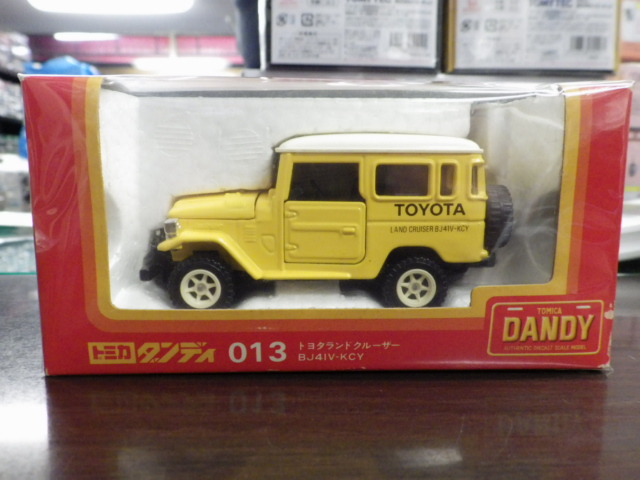 TOYOTA
LAND CRUISER BJ41V-KCY
トミカ ダンディ 013 トヨタランドクルーザー
BJ41V-KCY
TOMICA
DANDY
AUTHENTIC DIECAST SCALE MODEL